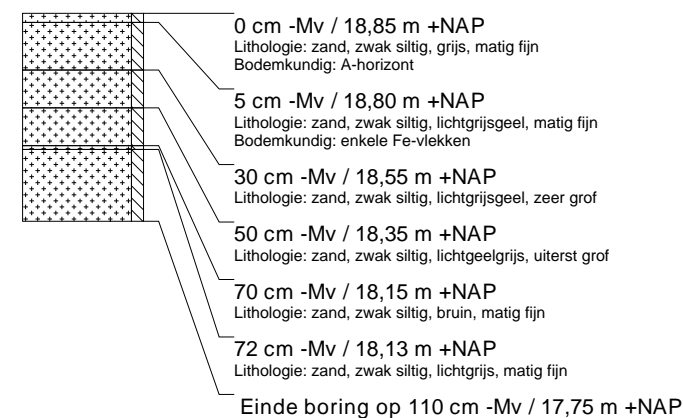 0 cm -Mv / 18,85 m +NAP
Lithologie: zand, zwak siltig, grijs, matig fijn
Bodemkundig: A-horizont
5 cm -Mv / 18,80 m +NAP
Lithologie: zand, zwak siltig, lichtgrijsgeel, matig fijn
Bodemkundig: enkele Fe-vlekken
30 cm -Mv / 18,55 m +NAP
Lithologie: zand, zwak siltig, lichtgrijsgeel, zeer grof
50 cm -Mv / 18,35 m +NAP
Lithologie: zand, zwak siltig, lichtgeelgrijs, uiterst grof
70 cm -Mv / 18,15 m +NAP
Lithologie: zand, zwak siltig, bruin, matig fijn
72 cm -Mv / 18,13 m +NAP
Lithologie: zand, zwak siltig, lichtgrijs, matig fijn
Einde boring op 110 cm -Mv / 17,75 m +NAP